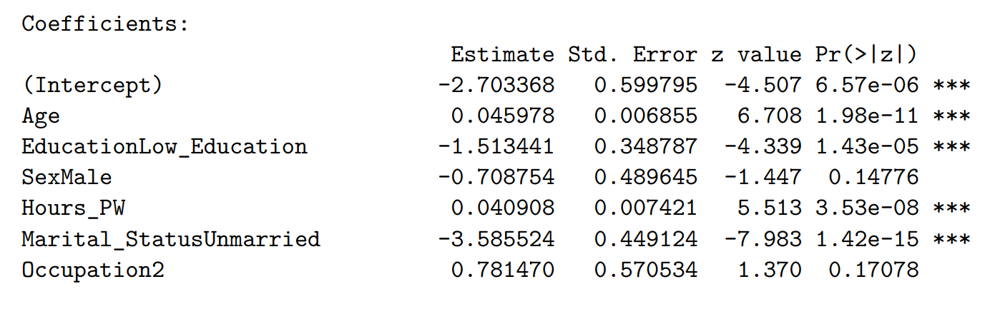 Coefficients:
Estimate Std. Error z value Pr(>|z|)
(Intercept) -2.703368 0.599795 -4.507 6.57e-06 ***
Age 0.045978 0.006855 6.708 1.98e-11 ***
EducationLow_Education -1.513441 0.348787 -4.339 1.43e-05 ***
SexMale -0.708754 0.489645 -1.447 0.14776
Hours_PW 0.040908 0.007421 5.513 3.53e-08 ***
Marital_StatusUnmarried -3.585524 0.449124 -7.983 1.42e-15 ***
Occupation2 0.781470 0.570534 1.370 0.17078